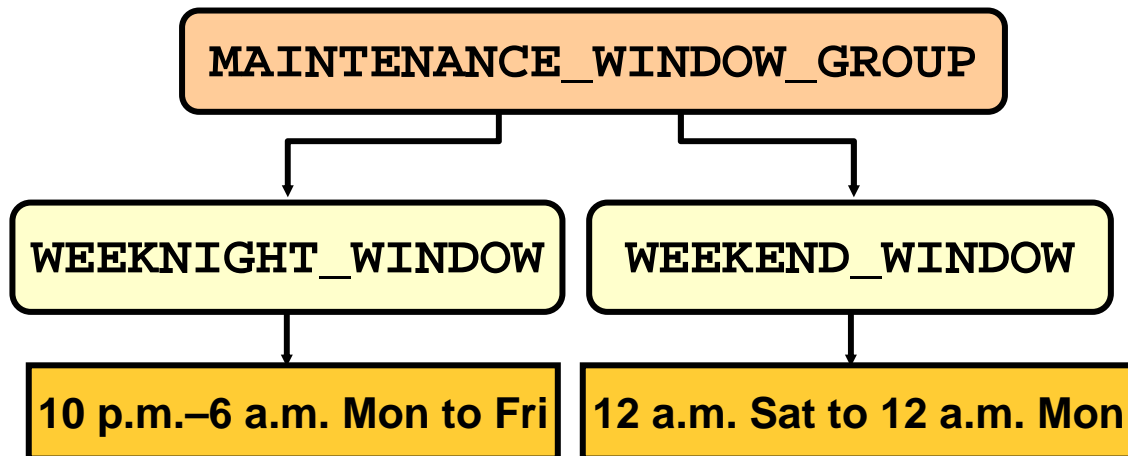 MAINTENANCE_WINDOW_GROUP
WEEKNIGHT_WINDOW
WEEKEND_WINDOW
10 p.m.–6 a.m. Mon to Fri
12 a.m. Sat to 12 a.m. Mon